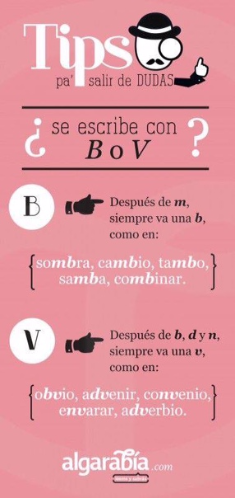 Tips
pa' salir de DUDAS
¿ se escribe con
B o V ?
B
Después de m,
siempre va una b,
como en:
{sombra, cambio, tambo,
samba, combinar.}
V
Después de b, d y n,
siempre va una v,
como en:
{obvio, advenir, convenio,
envarar, adverbio.}
algarabía.com